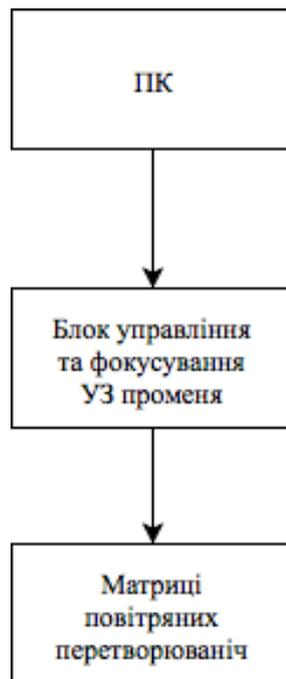 ПК
Блок управління
та фокусування
УЗ променя
Матриці
повітряних
перетворюваніч